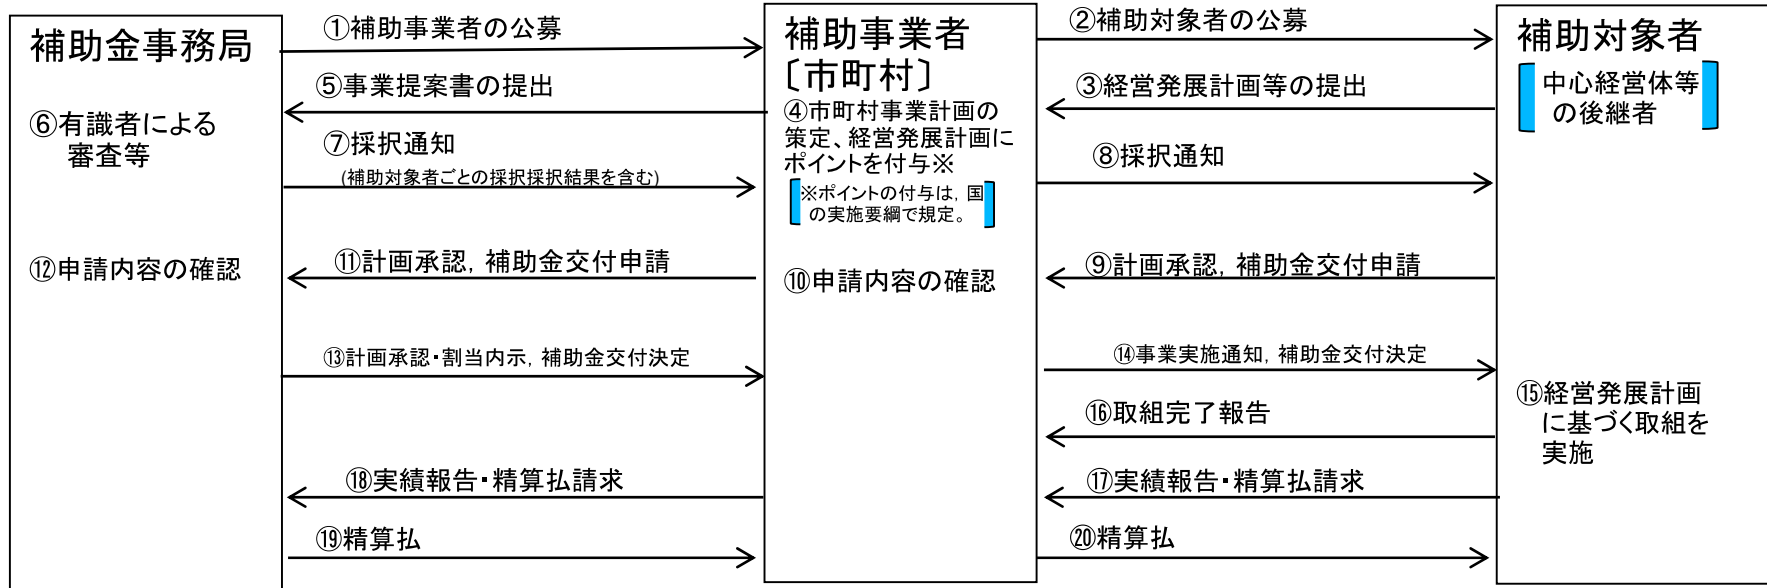 補助金事務局
⑥有識者による
審査等
⑫申請内容の確認
①補助事業者の公募
⑤事業提案書の提出
⑦採択通知
(補助対象者ごとの採択採択結果を含む)
⑪計画承認，補助金交付申請
⑬計画承認・割当内示，補助金交付決定
⑱実績報告・精算払請求
⑲精算払
補助事業者
〔市町村〕
④市町村事業計画の
策定、経営発展計画に
ポイントを付与※
※ポイントの付与は，国
の実施要綱で規定。
⑩申請内容の確認
②補助対象者の公募
③経営発展計画等の提出
⑧採択通知
⑨計画承認，補助金交付申請
⑭事業実施通知，補助金交付決定
⑯取組完了報告
⑰実績報告・精算払請求
⑳精算払
補助対象者
中心経営体等
の後継者
⑮経営発展計画
に基づく取組を
実施